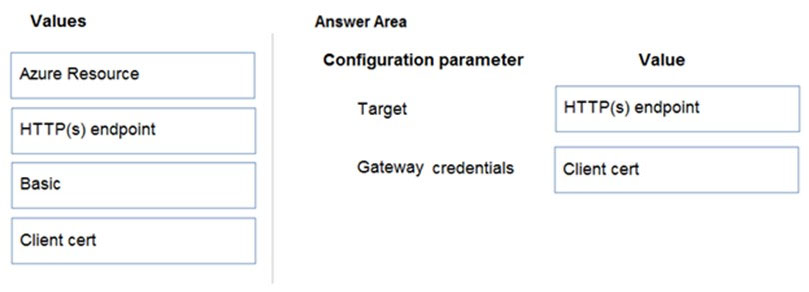 Values
Azure Resource
HTTP(s) endpoint
Basic
Client cert
Answer Area
Configuration parameter Value
Target HTTP(s) endpoint
Gateway credentials Client cert